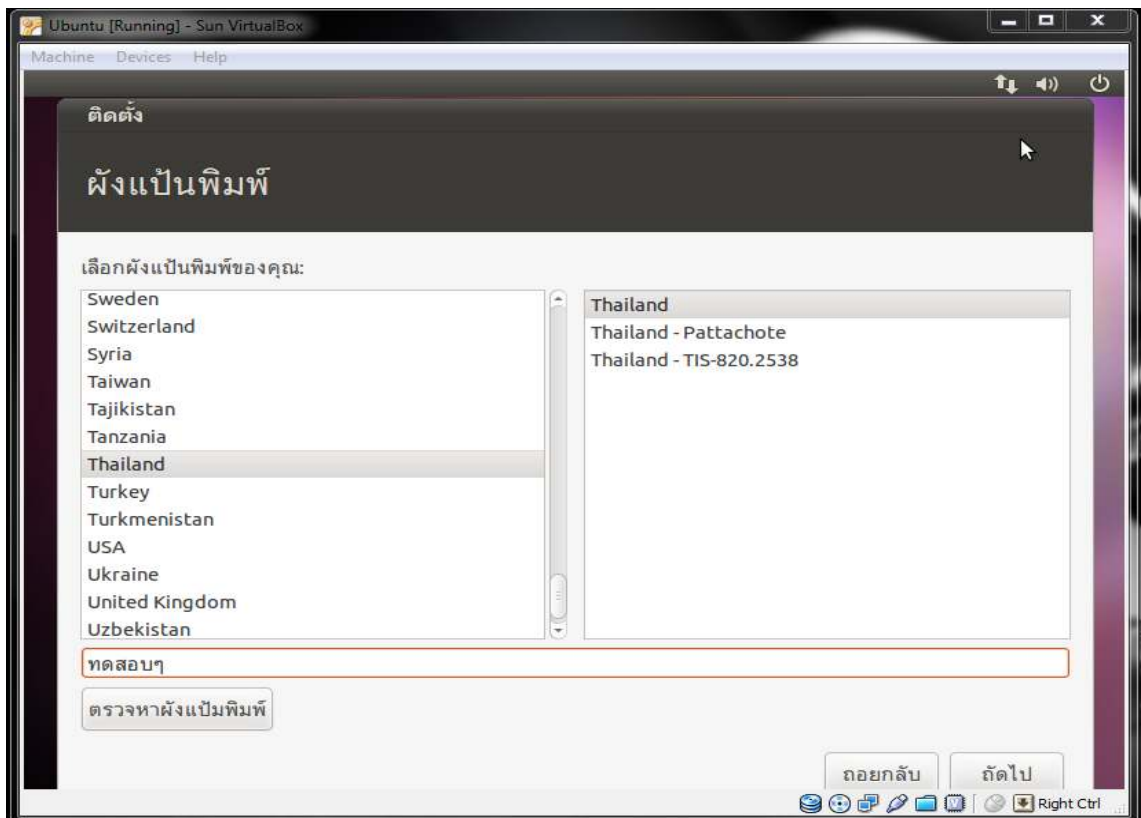 Ubuntu [Running] - Sun VirtualBox
Machine Devices Help
ติดตั้ง
ผังแป้นพิมพ์
เลือกผังแป้นพิมพ์ของคุณ:
Sweden
Switzerland
Syria
Taiwan
Tajikistan
Tanzania
Thailand
Turkey
Turkmenistan
USA
Ukraine
United Kingdom
Uzbekistan
Thailand
Thailand - Pattachote
Thailand - TIS-820.2538
ทดสอบๆ
ตรวจหาผังแป้มพิมพ์
ถอยกลับ
ถัดไป
Right Ctrl